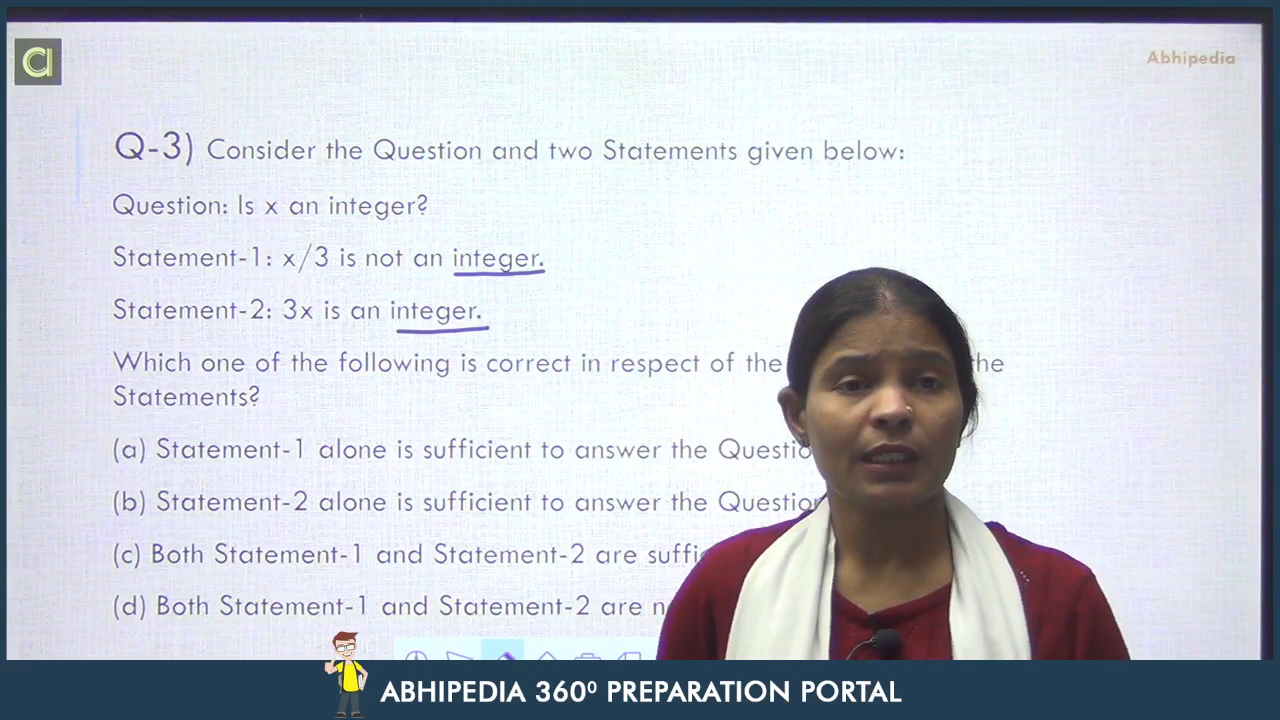 Abhipedia
Q-3) Consider the Question and two Statements given below:
Question: Is x an integer?
Statement-1: x/3 is not an integer.
Statement-2: 3x is an integer.
Which one of the following is correct in respect of the the
Statements?
(a) Statement-1 alone is sufficient to answer the
(b) Statement-2 alone is sufficient to answer the Question
(c) Both Statement-1 and Statement-2 are
(d) Both Statement-1 and Statement-2 are
ABHIPEDIA 360⁰ PREPARATION PORTAL